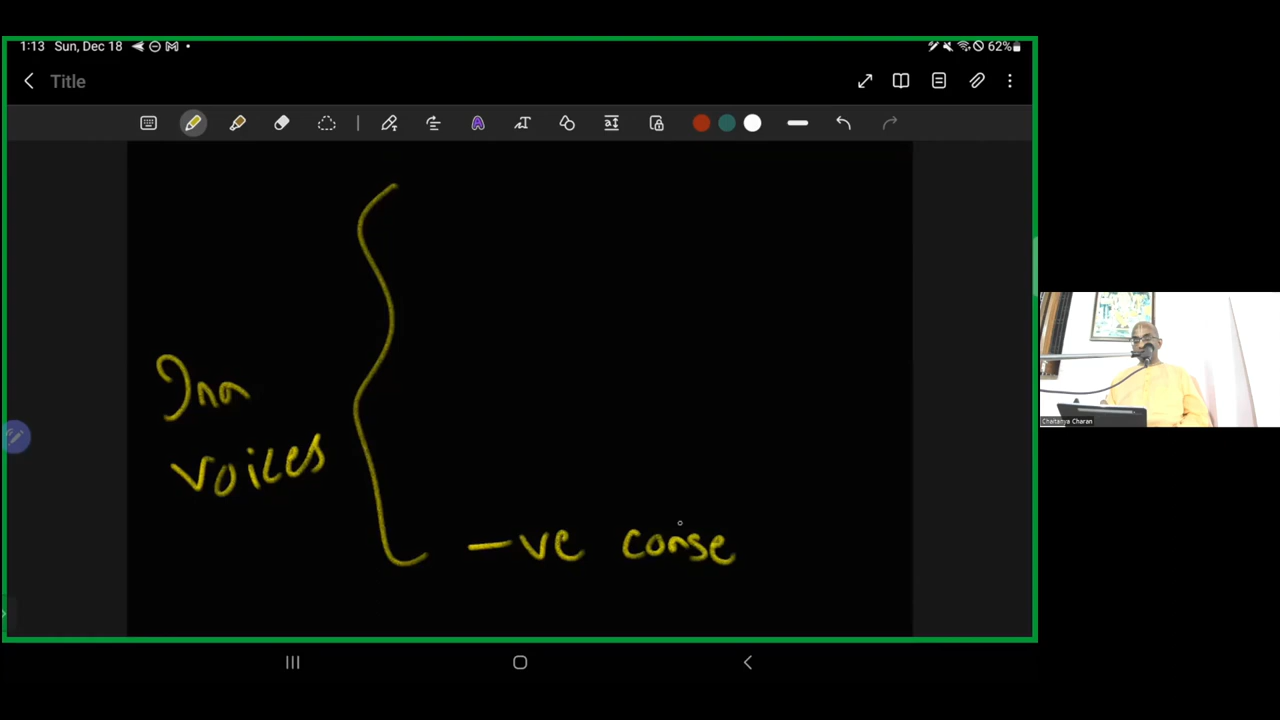 1:13 Sun, Dec 18
62%
Title
Inn
voices
-ve conse
Chaitanya Charan